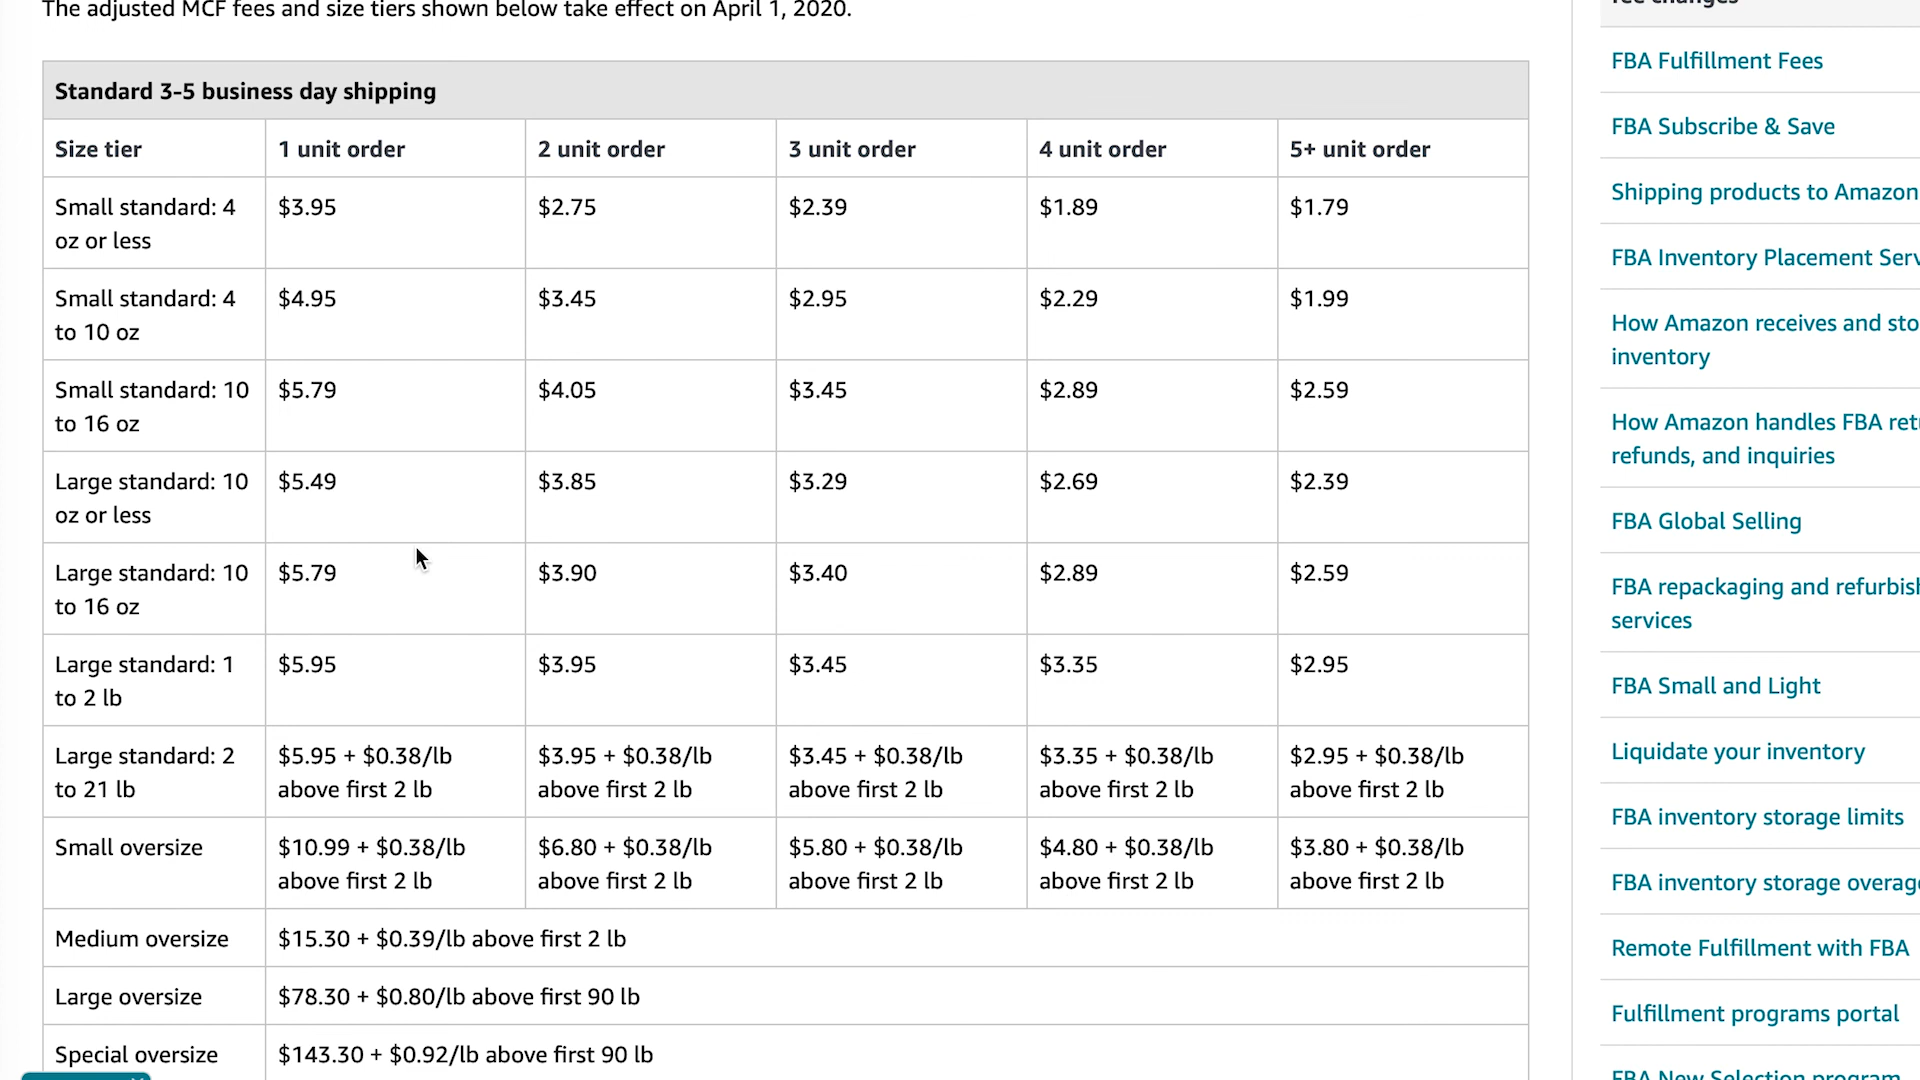 The adjusted MCF fees and size tiers shown below take effect on April 1, 2020.
Standard 3-5 business day shipping
Size tier 1 unit order 2 unit order 3 unit order 4 unit order 5+ unit order
Small standard: 4 $3.95 $2.75 $2.39 $1.89 $1.79
oz or less
Small standard: 4 $4.95 $3.45 $2.95 $2.29 $1.99
to 10 oz
Small standard: 10 $5.79 $4.05 $3.45 $2.89 $2.59
to 16 oz
Large standard: 10 $5.49 $3.85 $3.29 $2.69 $2.39
oz or less
Large standard: 10 $5.79 $3.90 $3.40 $2.89 $2.59
to 16 oz
Large standard: 1 $5.95 $3.95 $3.45 $3.35 $2.95
to 2 lb
Large standard: 2 $5.95 + $0.38/lb $3.95 + $0.38/lb $3.45 + $0.38/lb $3.35 + $0.38/lb $2.95 + $0.38/lb
to 21 lb above first 2 lb above first 2 lb above first 2 lb above first 2 lb above first 2 lb
Small oversize $10.99 + $0.38/lb $6.80 + $0.38/lb $5.80 + $0.38/lb $4.80 + $0.38/lb $3.80 + $0.38/lb
above first 2 lb above first 2 lb above first 2 lb above first 2 lb above first 2 lb
Medium oversize $15.30 + $0.39/lb above first 2 lb
Large oversize $78.30 + $0.80/lb above first 90 lb
Special oversize $143.30 + $0.92/lb above first 90 lb
fee changes
FBA Fulfillment Fees
FBA Subscribe & Save
Shipping products to Amazon
FBA Inventory Placement Serv
How Amazon receives and sto
inventory
How Amazon handles FBA ret
refunds, and inquiries
FBA Global Selling
FBA repackaging and refurbish
services
FBA Small and Light
Liquidate your inventory
FBA inventory storage limits
FBA inventory storage overage
Remote Fulfillment with FBA
Fulfillment programs portal
FBA New Selection program